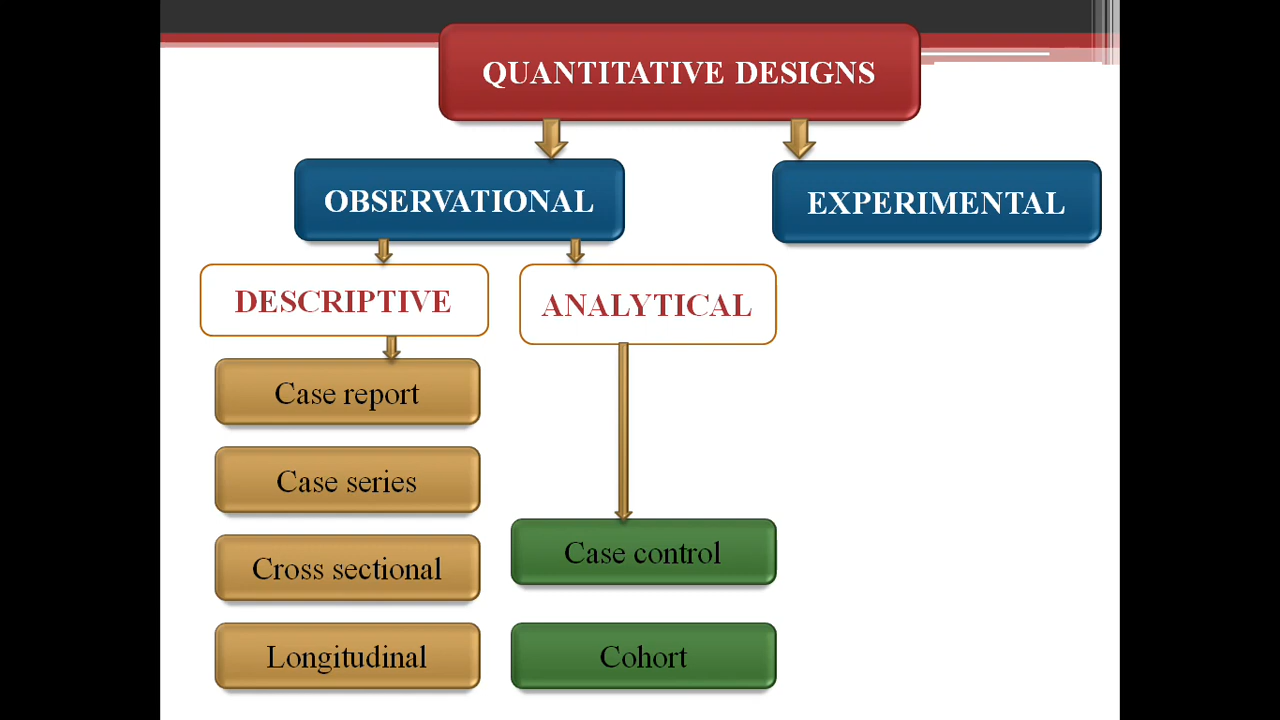 QUANTITATIVE DESIGNS
OBSERVATIONAL
EXPERIMENTAL
DESCRIPTIVE
ANALYTICAL
Case report
Case series
Cross sectional
Longitudinal
Case control
Cohort